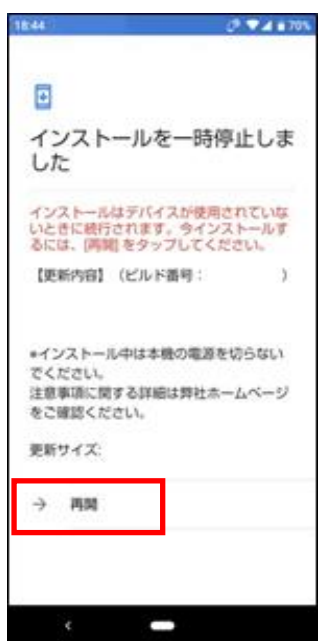 18:44
70%
インストールを一時停止しま
した
インストールはデバイスが使用されていな
いときに続行されます。今インストールす
るには、[再開] をタップしてください。
【更新内容】（ビルド番号： ）
*インストール中は本機の電源を切らない
でください。
注意事項に関する詳細は弊社ホームページ
をご確認ください。
更新サイズ:
→ 再開